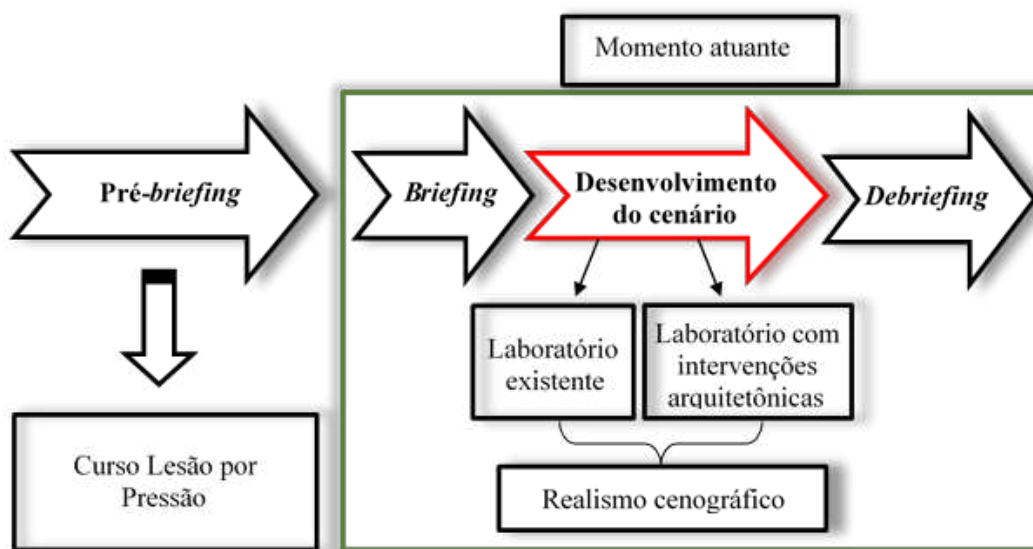 Momento atuante
Pré-briefing
Briefing
Desenvolvimento
do cenário
Debriefing
Laboratório
existente
Laboratório com
intervenções
arquitetônicas
Curso Lesão por
Pressão
Realismo cenográfico